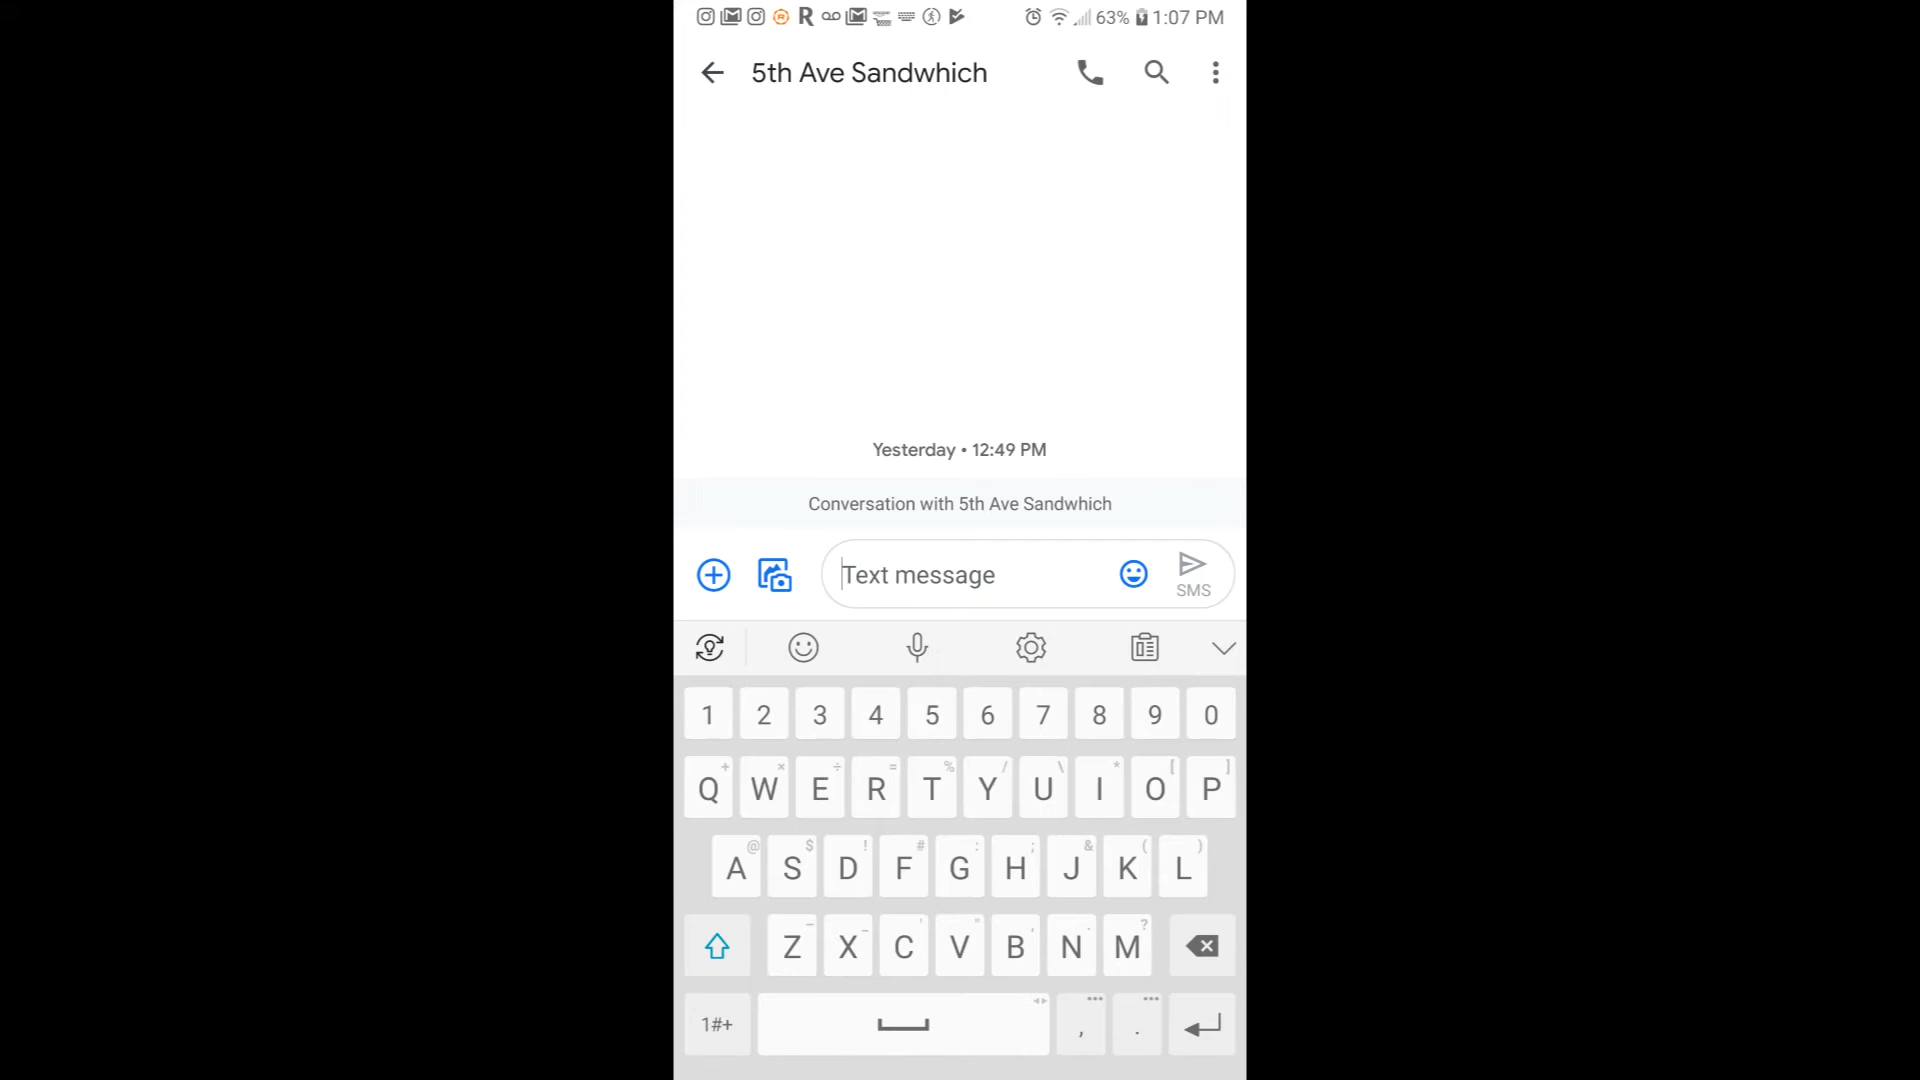 63% 1:07 PM
5th Ave Sandwhich
Yesterday • 12:49 PM
Conversation with 5th Ave Sandwhich
Text message
SMS
1 2 3 4 5 6 7 8 9 0
+ × ÷ = % / \ * [ ]
Q W E R T Y U I O P
@ $ ! # : ; & ( )
A S D F G H J K L
Z X C V B N M
?
1#+ , .